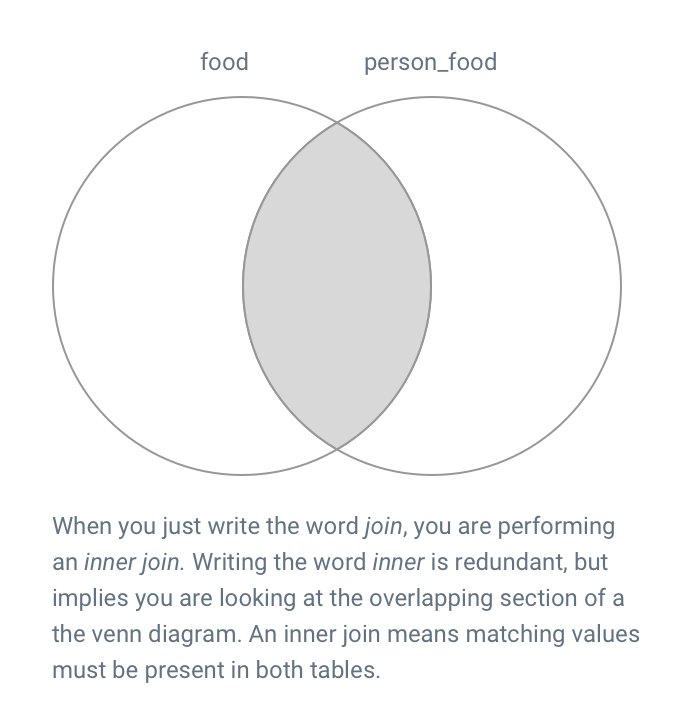 food person_food
When you just write the word join, you are performing
an inner join. Writing the word inner is redundant, but
implies you are looking at the overlapping section of a
the venn diagram. An inner join means matching values
must be present in both tables.